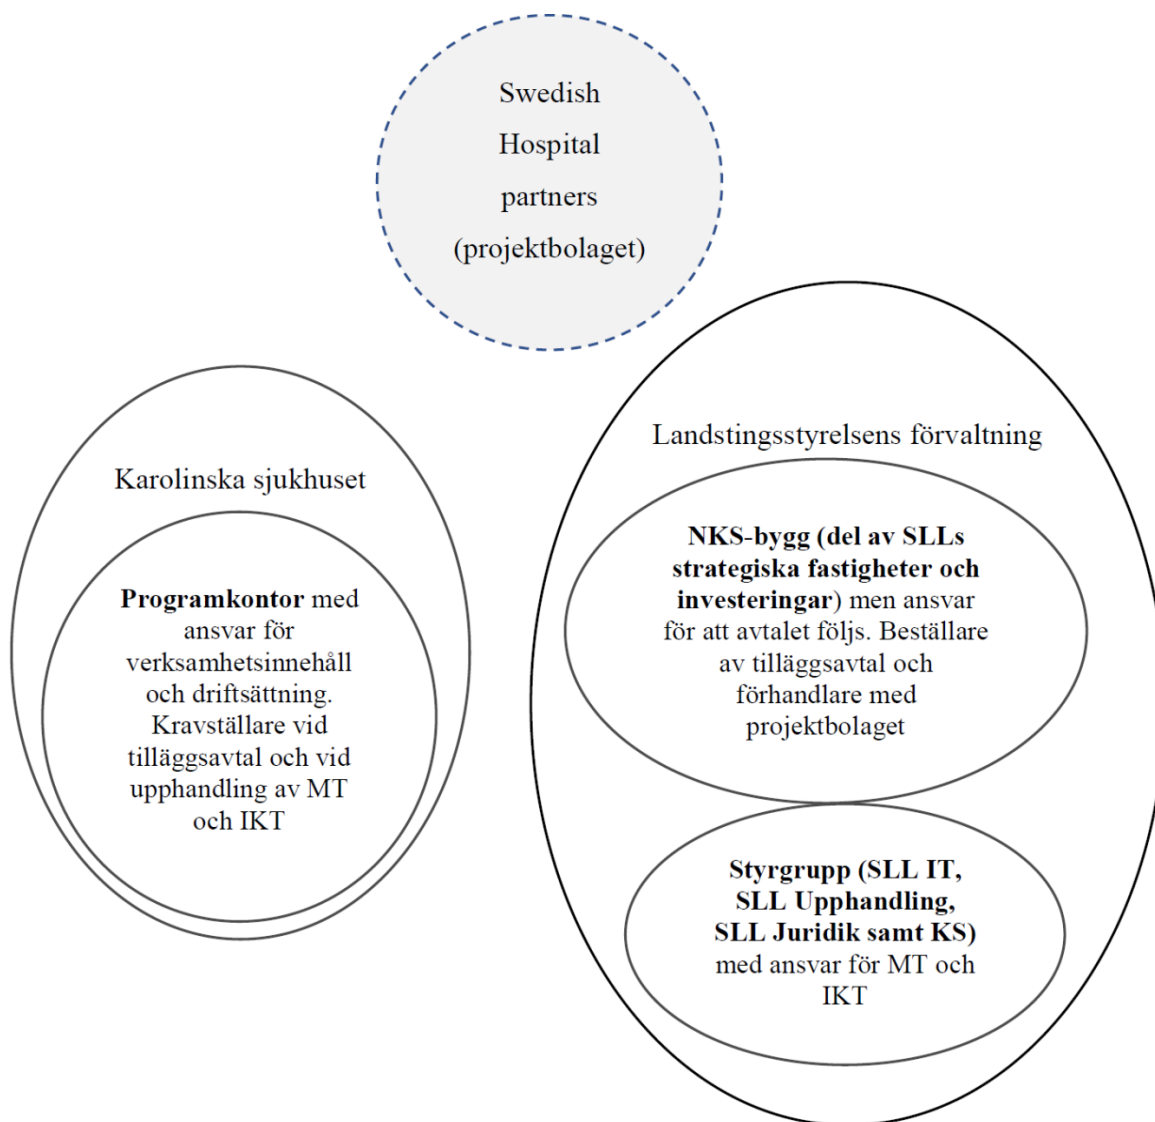 Swedish
Hospital
partners
(projektbolaget)
Karolinska sjukhuset
Programkontor med
ansvar för
verksamhetsinnehåll
och driftsättning.
Kravställare vid
tilläggsavtal och vid
upphandling av MT
och IKT
Landstingsstyrelsens förvaltning
NKS-bygg (del av SLLs
strategiska fastigheter och
investeringar) men ansvar
för att avtalet följs. Beställare
av tilläggsavtal och
förhandlare med
projektbolaget
Styrgrupp (SLL IT,
SLL Upphandling,
SLL Juridik samt KS)
med ansvar för MT och
IKT